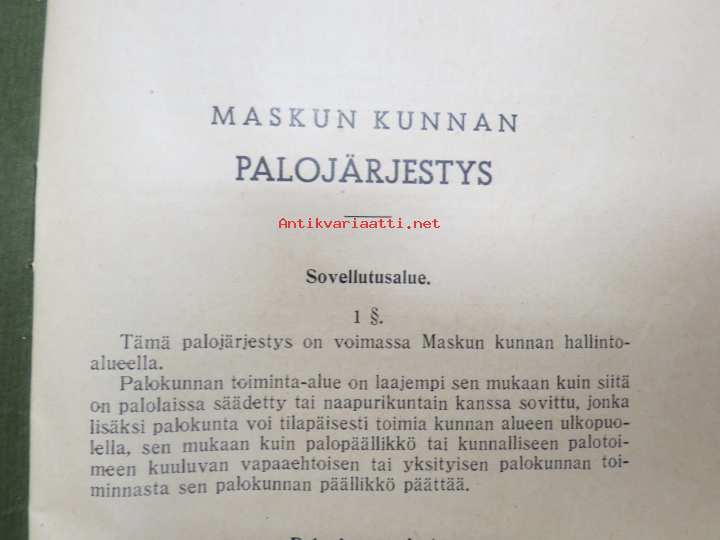 MASKUN KUNNAN
PALOJÄRJESTYS
Antikvariaatti.net
Sovellutusalue.
1 §.
Tämä palojärjestys on voimassa Maskun kunnan hallinto-
alueella.
Palokunnan toiminta-alue on laajempi sen mukaan kuin siitä
on palolaissa säädetty tai naapurikuntain kanssa sovittu, jonka
lisäksi palokunta voi tilapäisesti toimia kunnan alueen ulkopuo-
lella, sen mukaan kuin palopäällikkö tai kunnalliseen palotoi-
meen kuuluvan vapaaehtoisen tai yksityisen palokunnan toi-
minnasta sen palokunnan päällikkö päättää.